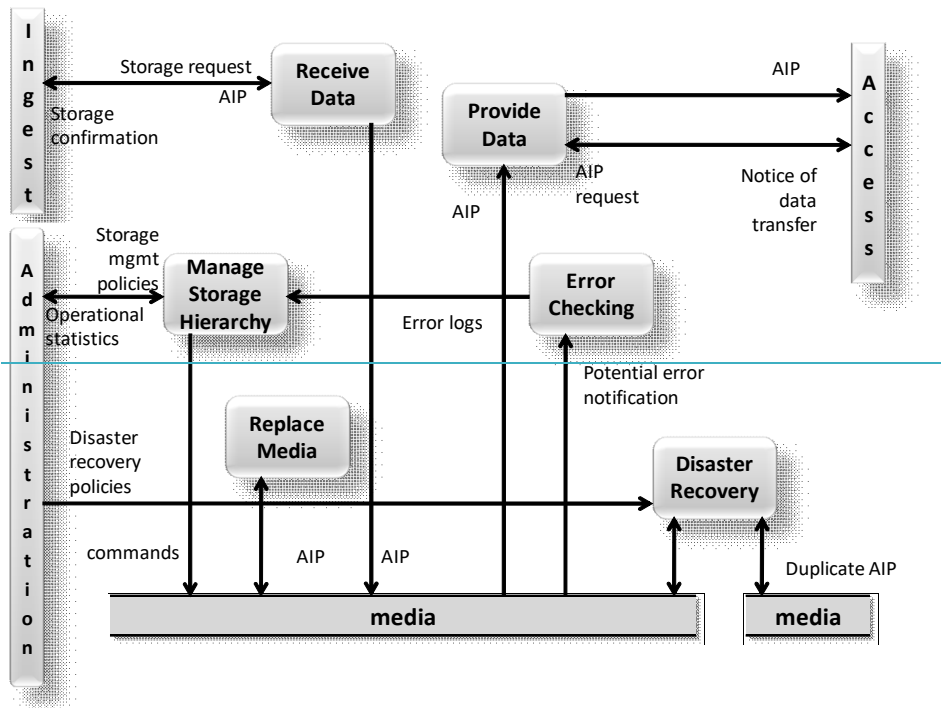 Ingest
Storage request
AIP
Storage
confirmation
Receive
Data
Provide
Data
AIP
Access
AIP
request
Notice of
data
transfer
AIP
Administration
Storage
mgmt
policies
Operational
statistics
Manage
Storage
Hierarchy
Error logs
Error
Checking
Potential error
notification
Replace
Media
Disaster
recovery
policies
Disaster
Recovery
commands
AIP
AIP
Duplicate AIP
media
media